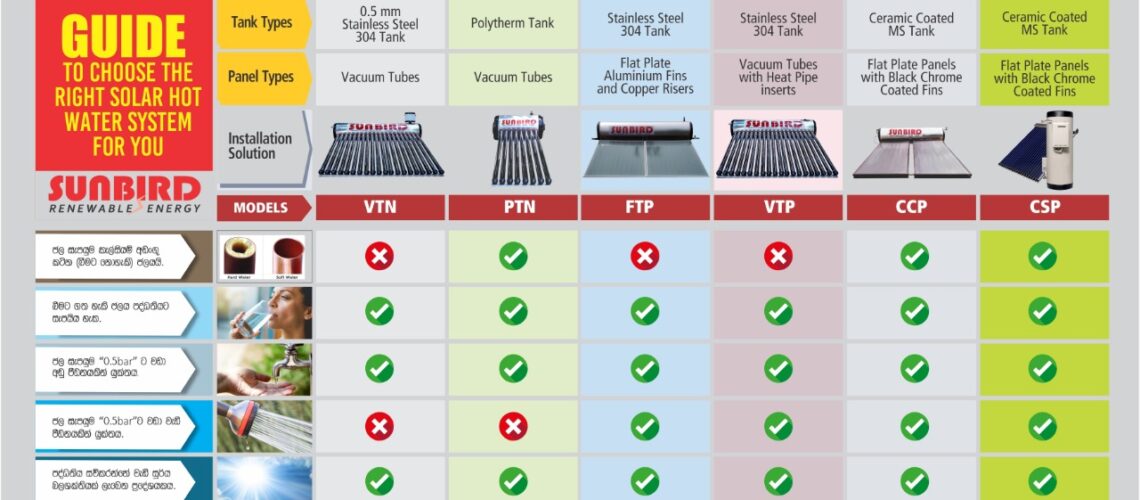 GUIDE
TO CHOOSE THE
RIGHT SOLAR HOT
WATER SYSTEM
FOR YOU
SUNBIRD
RENEWABLE ENERGY
Tank Types
0.5 mm
Stainless Steel
304 Tank
Polytherm Tank
Stainless Steel
304 Tank
Stainless Steel
304 Tank
Ceramic Coated
MS Tank
Ceramic Coated
MS Tank
Panel Types
Vacuum Tubes
Vacuum Tubes
Flat Plate
Aluminium Fins
and Copper Risers
Vacuum Tubes
with Heat Pipe
inserts
Flat Plate Panels
with Black Chrome
Coated Fins
Flat Plate Panels
with Black Chrome
Coated Fins
Installation
Solution
SUNBIRD
SUNBIRD
SUNBIRD
SUNBIRD
SUNBIRD
MODELS
VTN
PTN
FTP
VTP
CCP
CSP
ජල සැපයුම කැල්සියම් අඩංගු
කඨින (බීමට නොහැකි) ජලයයි.
Hard Water
Soft Water
බීමට ගත හැකි ජලය පද්ධතියට
සැපයිය හැක.
ජල සැපයුම “0.5bar” ට වඩා
අඩු පීඩනයකින් යුක්තය.
ජල සැපයුම “0.5bar”ට වඩා වැඩි
පීඩනයකින් යුක්තය.
පද්ධතිය සවිකරන්නේ වැඩි සූර්ය
බලශක්තියක් ලැබෙන ප්‍රදේශයකය.